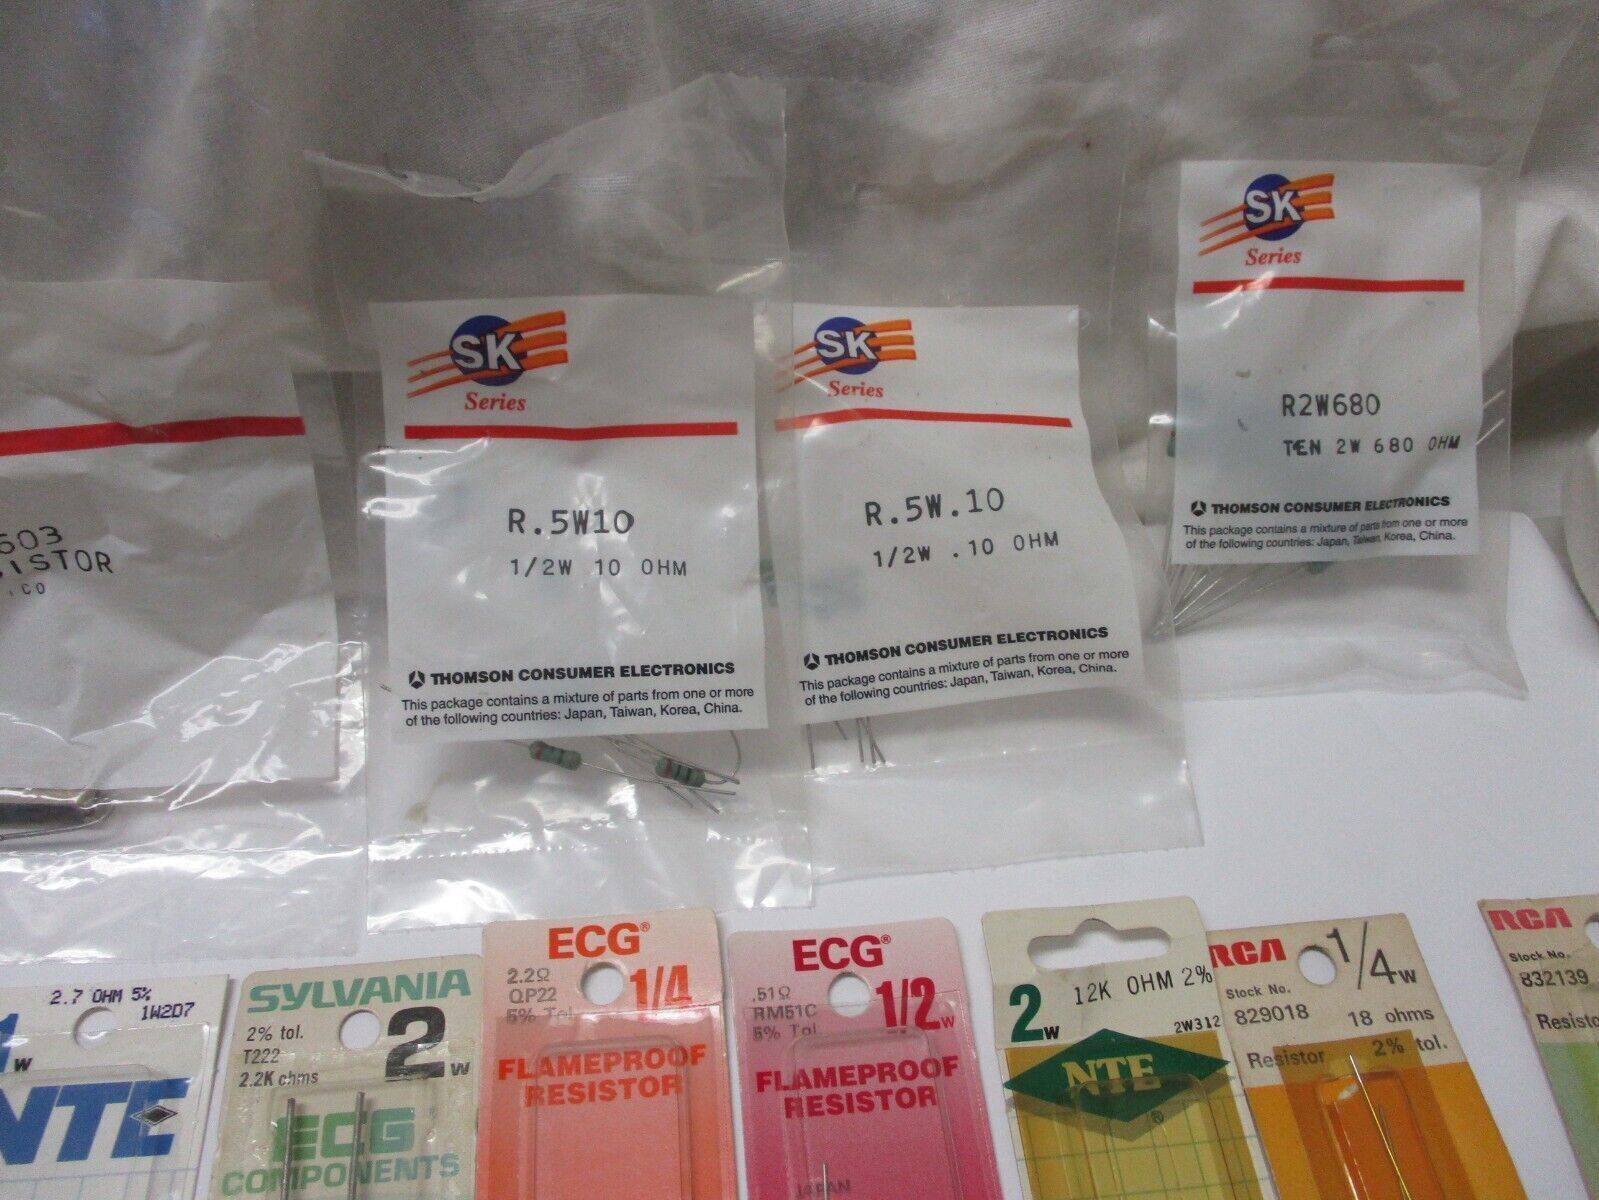 603
ISTOR
.CO
SK
Series
R.5W10
1/2W 10 OHM
THOMSON CONSUMER ELECTRONICS
This package contains a mixture of parts from one or more
of the following countries: Japan, Taiwan, Korea, China.
SK
Series
R.5W.10
1/2W .10 OHM
THOMSON CONSUMER ELECTRONICS
This package contains a mixture of parts from one or more
of the following countries: Japan, Taiwan, Korea, China.
SK
Series
R2W680
TEN 2W 680 OHM
THOMSON CONSUMER ELECTRONICS
This package contains a mixture of parts from one or more
of the following countries: Japan, Taiwan, Korea, China.
2.7 OHM 5%
1W2D7
1W
NTE
SYLVANIA
2% tol.
T222
2.2K ohms
2W
ECG
COMPONENTS
ECG®
2.2Ω
QP22
5% Tol.
1/4
FLAMEPROOF
RESISTOR
ECG®
.51Ω
RM51C
5% Tol.
1/2W
FLAMEPROOF
RESISTOR
JAPAN
2W
12K OHM 2%
2W312
NTE®
RCA
1/4W
Stock No.
829018
18 ohms
Resistor
2% tol.
RCA
Stock No.
832139
Resisto